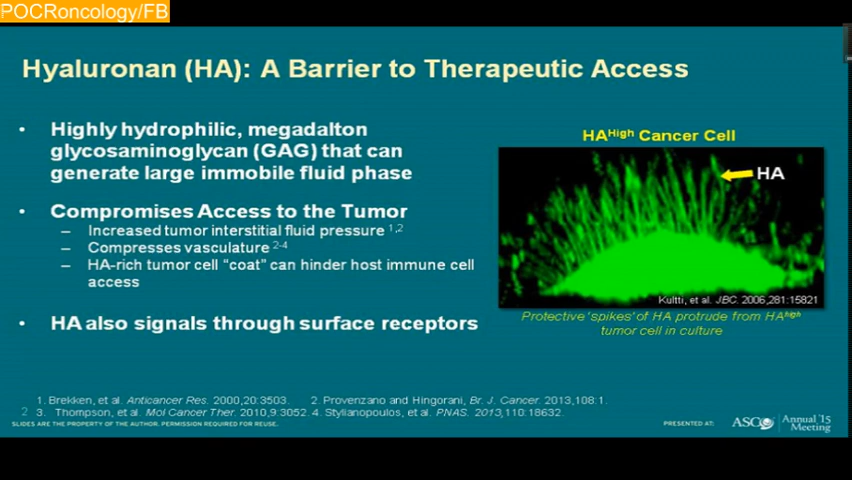 POCRoncology/FB
Hyaluronan (HA): A Barrier to Therapeutic Access
• Highly hydrophilic, megadalton
glycosaminoglycan (GAG) that can
generate large immobile fluid phase
• Compromises Access to the Tumor
– Increased tumor interstitial fluid pressure 1,2
– Compresses vasculature 2-4
– HA-rich tumor cell “coat” can hinder host immune cell
access
• HA also signals through surface receptors
HAHigh Cancer Cell
HA
Kultti, et al. JBC. 2006,281:15821
Protective 'spikes' of HA protrude from HAhigh
tumor cell in culture
1. Brekken, et al. Anticancer Res. 2000,20:3503. 2. Provenzano and Hingorani, Br. J. Cancer. 2013,108:1.
3. Thompson, et al. Mol Cancer Ther. 2010,9:3052. 4. Stylianopoulos, et al. PNAS. 2013,110:18632.
2
SLIDES ARE THE PROPERTY OF THE AUTHOR. PERMISSION REQUIRED FOR REUSE.
PRESENTED AT:
ASCO
Annual '15
Meeting